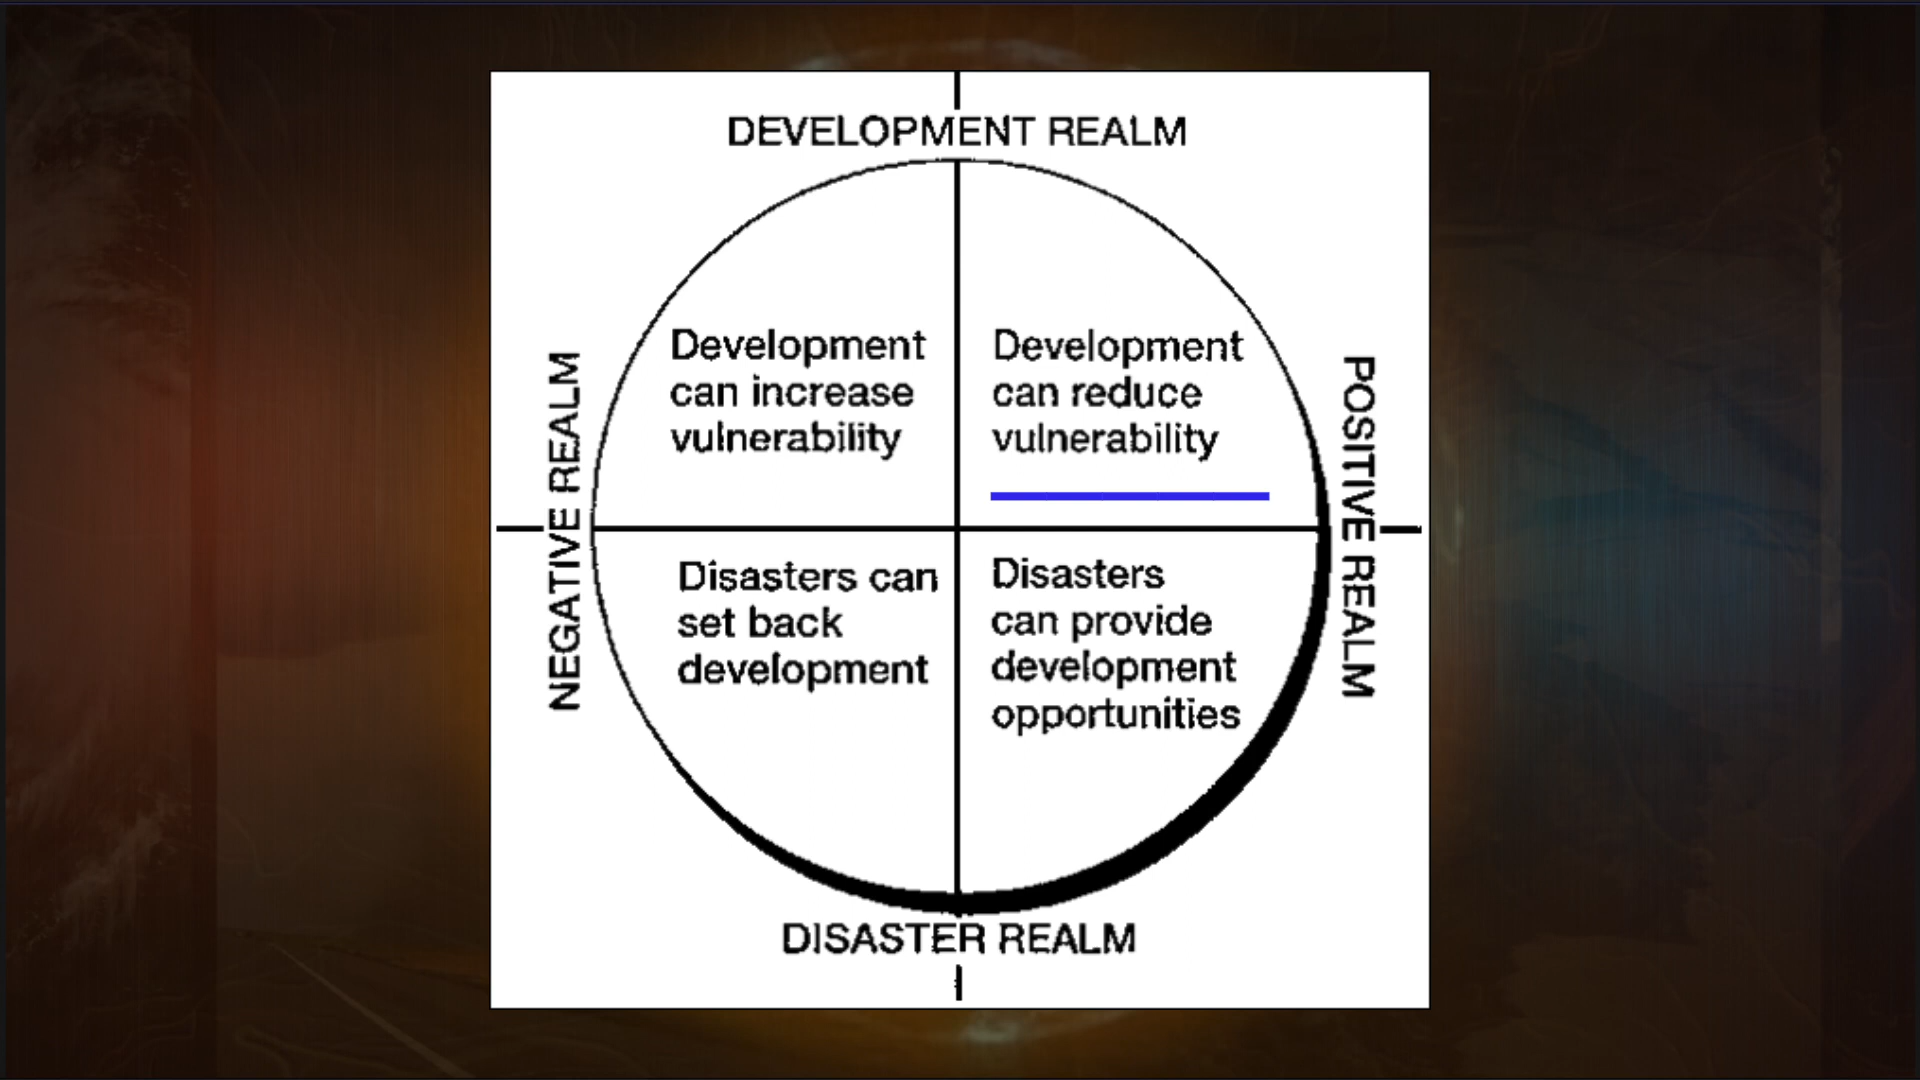 DEVELOPMENT REALM
NEGATIVE REALM
Development
can increase
vulnerability
Development
can reduce
vulnerability
POSITIVE REALM
Disasters can
set back
development
Disasters
can provide
development
opportunities
DISASTER REALM